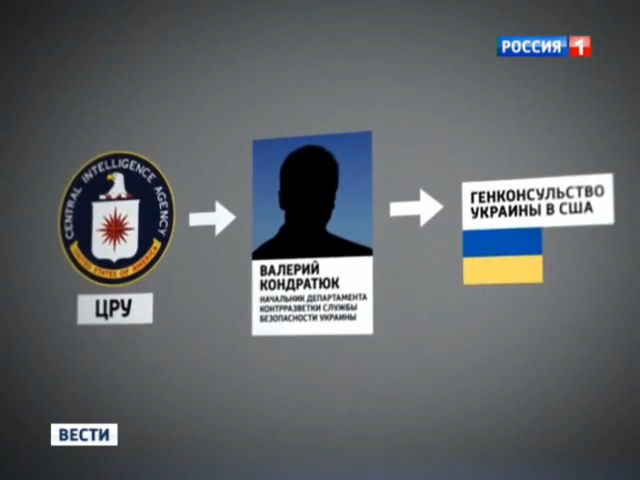 РОССИЯ 1
CENTRAL INTELLIGENCE AGENCY
UNITED STATES OF AMERICA
ЦРУ
ВАЛЕРИЙ
КОНДРАТЮК
НАЧАЛЬНИК ДЕПАРТАМЕНТА
КОНТРРАЗВЕТКИ СЛУЖБЫ
БЕЗОПАСНОСТИ УКРАИНЫ
ГЕНКОНСУЛЬСТВО
УКРАИНЫ В США
ВЕСТИ